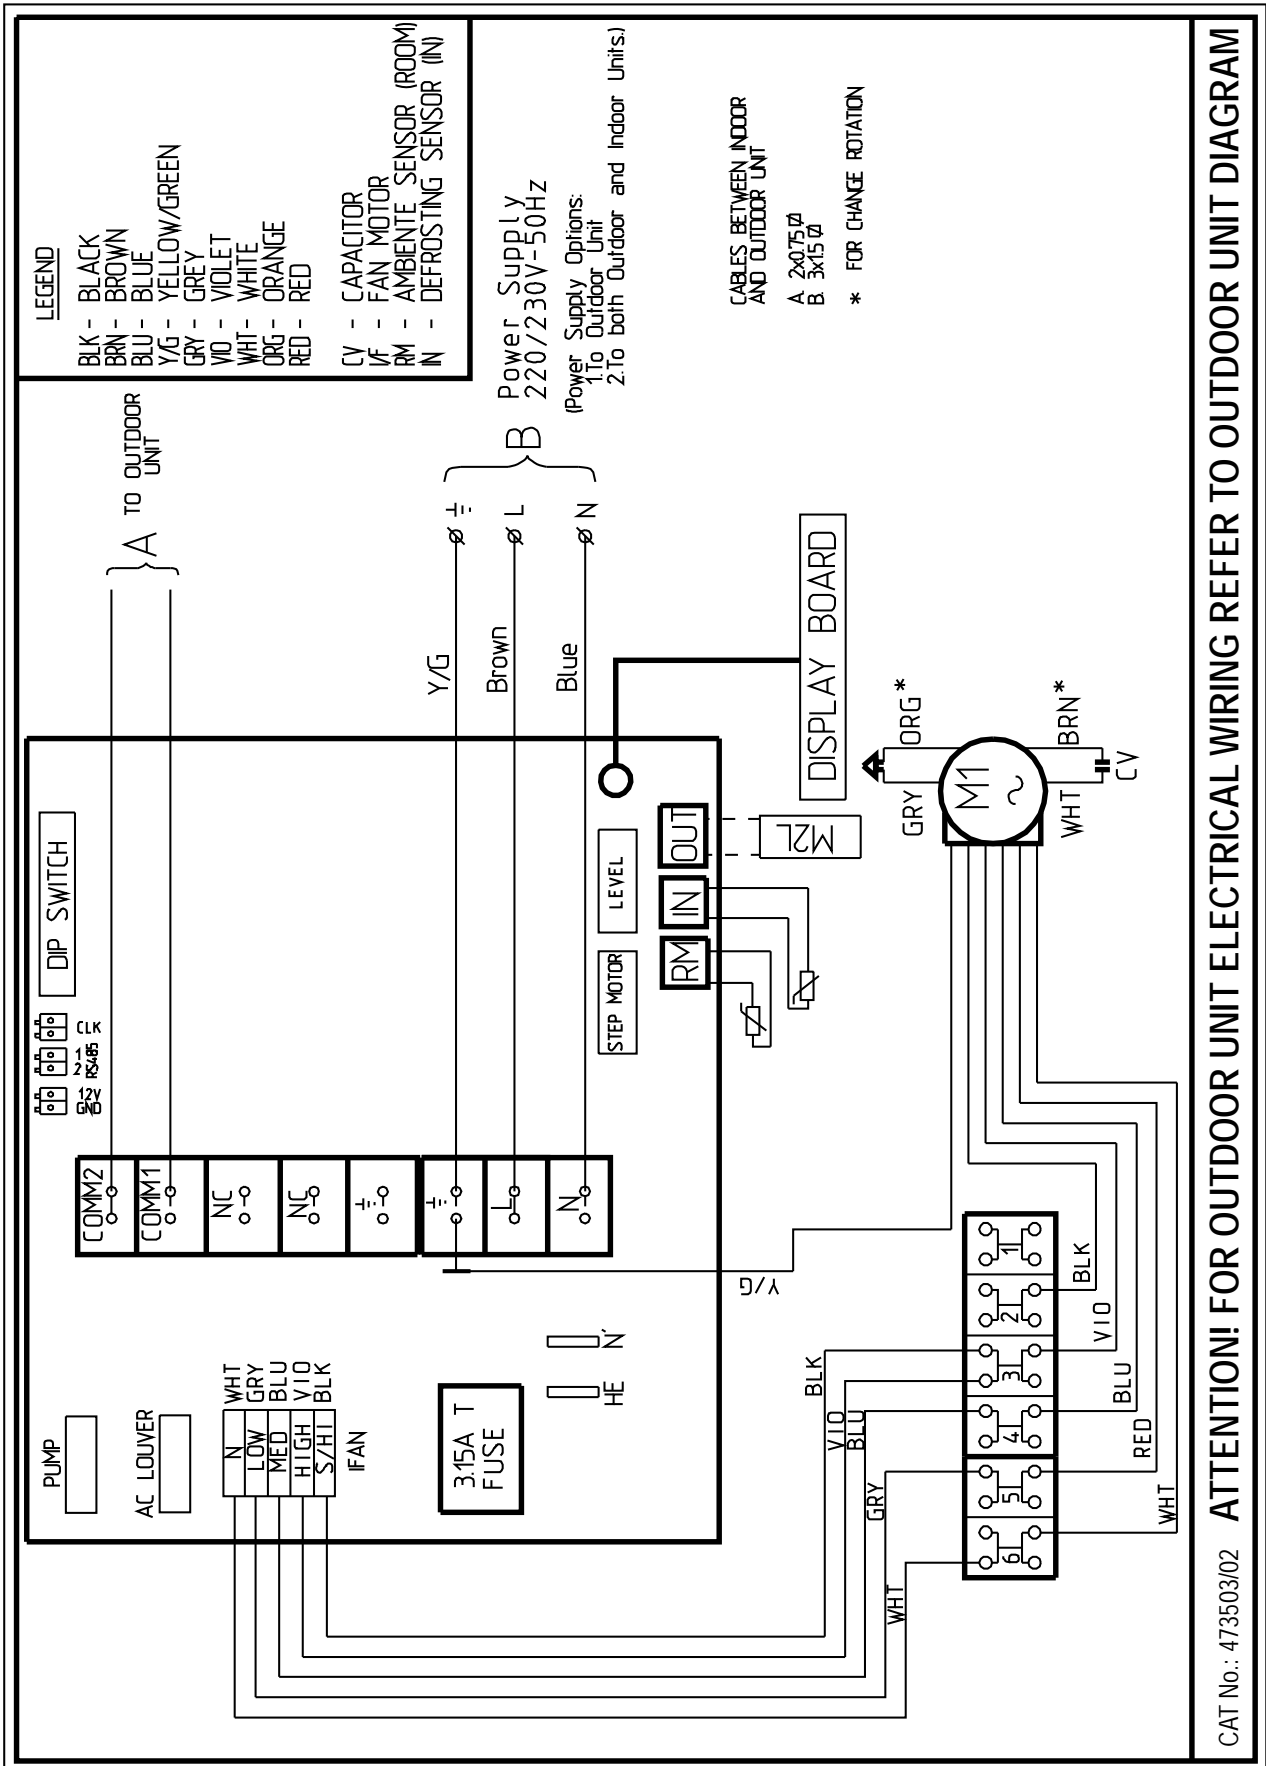 LEGEND
BLK - BLACK
BRN - BROWN
BLU - BLUE
Y/G - YELLOW/GREEN
GRY - GREY
VIO - VIOLET
WHT - WHITE
ORG - ORANGE
RED - RED
CV - CAPACITOR
I/F - FAN MOTOR
RM - AMBIENTE SENSOR (ROOM)
IN - DEFROSTING SENSOR (IN)
A
TO OUTDOOR
UNIT
B
Power Supply
220/230V-50Hz
(Power Supply Options:
1.To Outdoor Unit
2.To both Outdoor and Indoor Units.)
L
N
CABLES BETWEEN INDOOR
AND OUTDOOR UNIT
A. 2x0.75
B. 3x1.5
* FOR CHANGE ROTATION
Y/G
Brown
Blue
DISPLAY BOARD
DIP SWITCH
CLK
1
2
RS485
12V
GND
LEVEL
STEP MOTOR
OUT
IN
RM
M2L
COMM2
COMM1
NC
NC
L
N
Y/G
ORG*
GRY
M1
BRN*
WHT
CV
PUMP
AC LOUVER
WHT
GRY
BLU
VIO
BLK
N
LOW
MED
HIGH
S/HI
IFAN
3.15A T
FUSE
'N'
HE
BLK
VIO
BLU
GRY
WHT
1
2
3
4
5
6
BLK
VIO
BLU
RED
WHT
CAT No.: 473503/02
ATTENTION! FOR OUTDOOR UNIT ELECTRICAL WIRING REFER TO OUTDOOR UNIT DIAGRAM